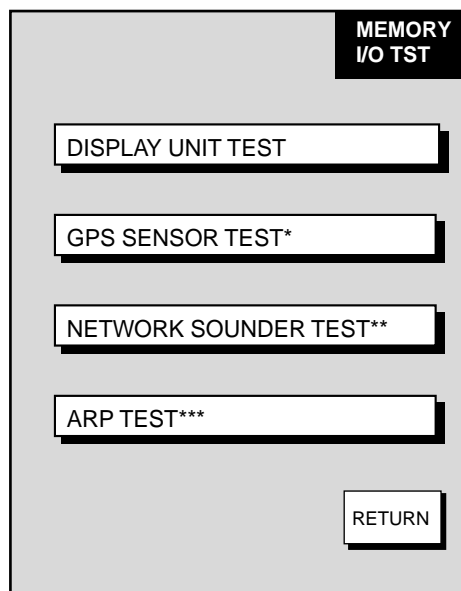 MEMORY
I/O TST
DISPLAY UNIT TEST
GPS SENSOR TEST*
NETWORK SOUNDER TEST**
ARP TEST***
RETURN